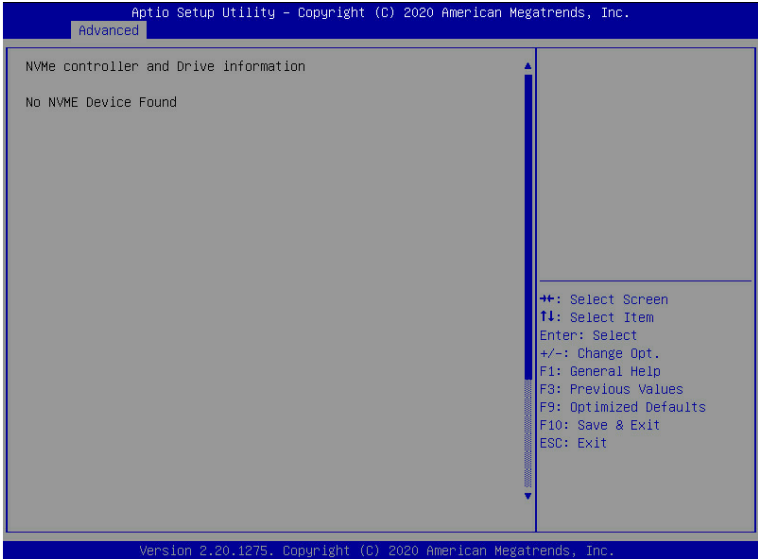 Aptio Setup Utility – Copyright (C) 2020 American Megatrends, Inc.
Advanced
NVMe controller and Drive information
No NVME Device Found
→←: Select Screen
↑↓: Select Item
Enter: Select
+/-: Change Opt.
F1: General Help
F3: Previous Values
F9: Optimized Defaults
F10: Save & Exit
ESC: Exit
Version 2.20.1275. Copyright (C) 2020 American Megatrends, Inc.